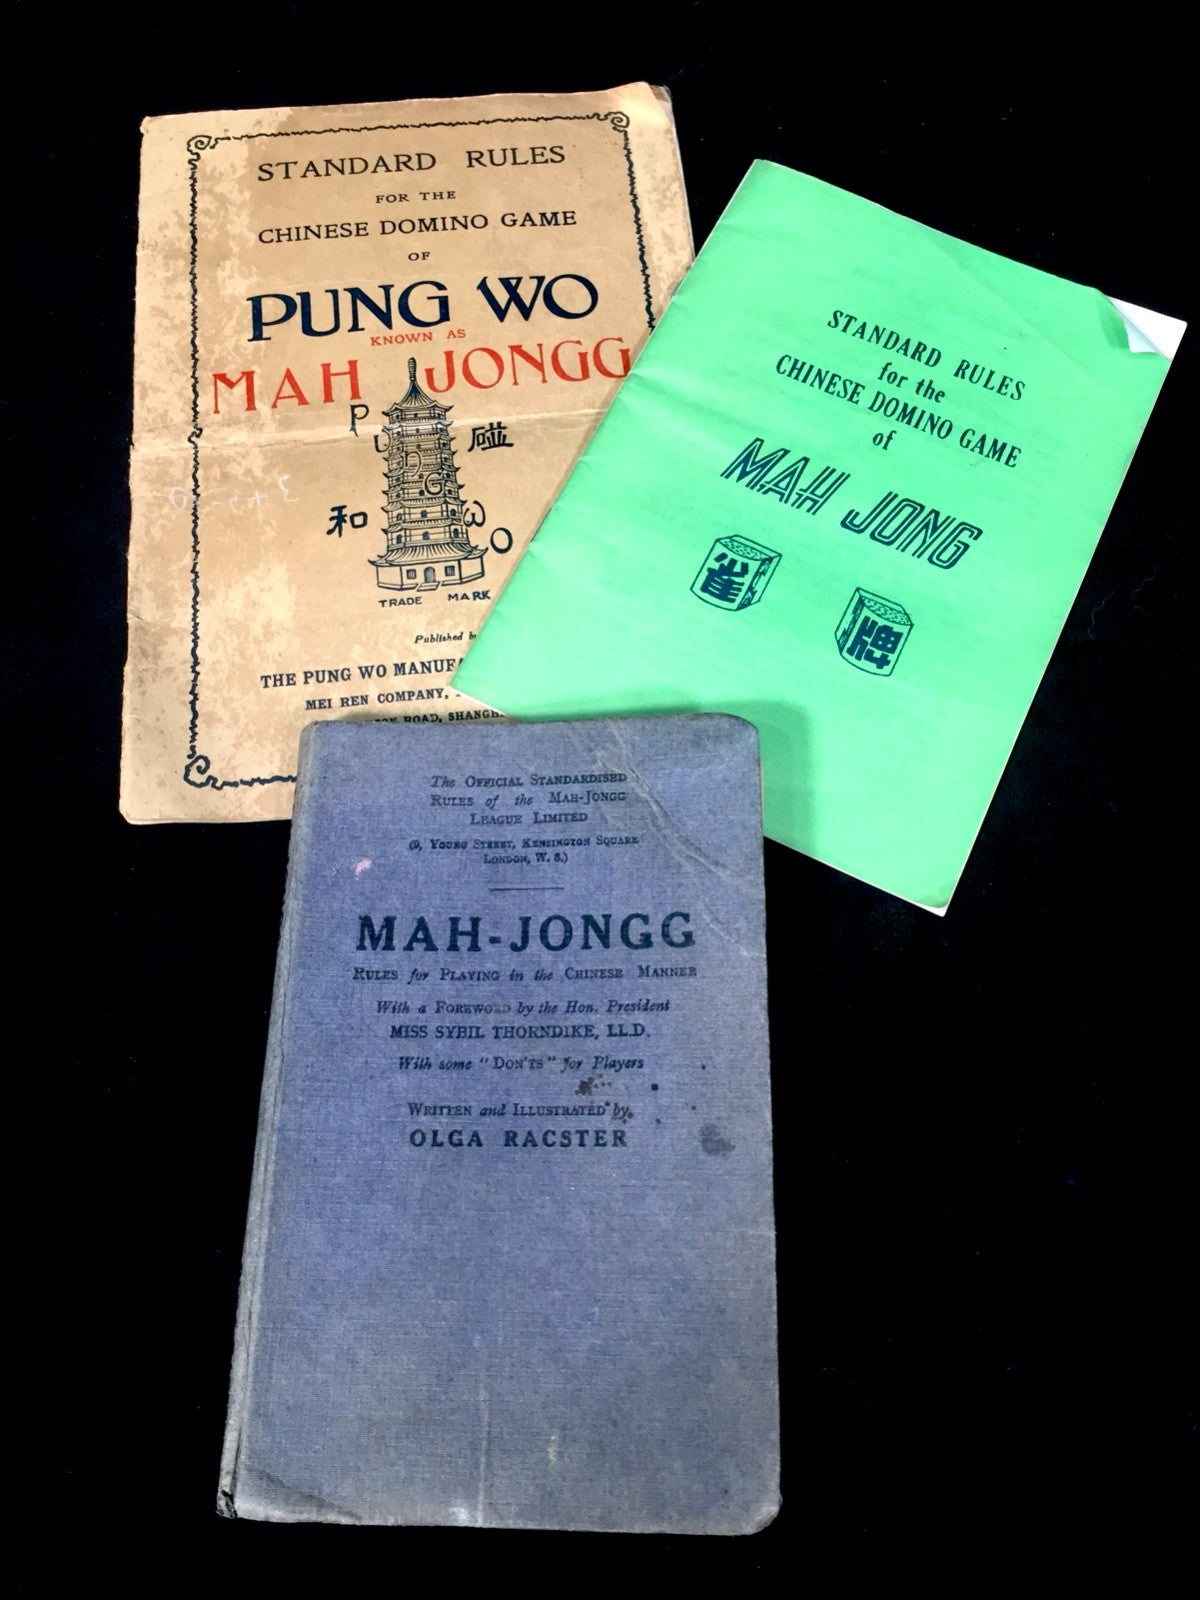 STANDARD RULES
FOR THE
CHINESE DOMINO GAME
OF
PUNG WO
KNOWN AS
MAH JONGG
PUNG
碰
和
WO
TRADE MARK
Published
THE PUNG WO
MEI REN COMPANY,
ROAD,
STANDARD RULES
for the
CHINESE DOMINO GAME
of
MAH JONG
雀
牌
The OFFICIAL STANDARDISED
RULES of the MAH-JONGG
LEAGUE LIMITED
(9, YOUNG STREET, KENSINGTON SQUARE
LONDON, W. 8.)
MAH-JONGG
RULES for PLAYING in the CHINESE MANNER
With a FOREWORD by the Hon. President
MISS SYBIL THORNDIKE, LL.D.
With some "DON'TS" for Players
WRITTEN and ILLUSTRATED by
OLGA RACSTER